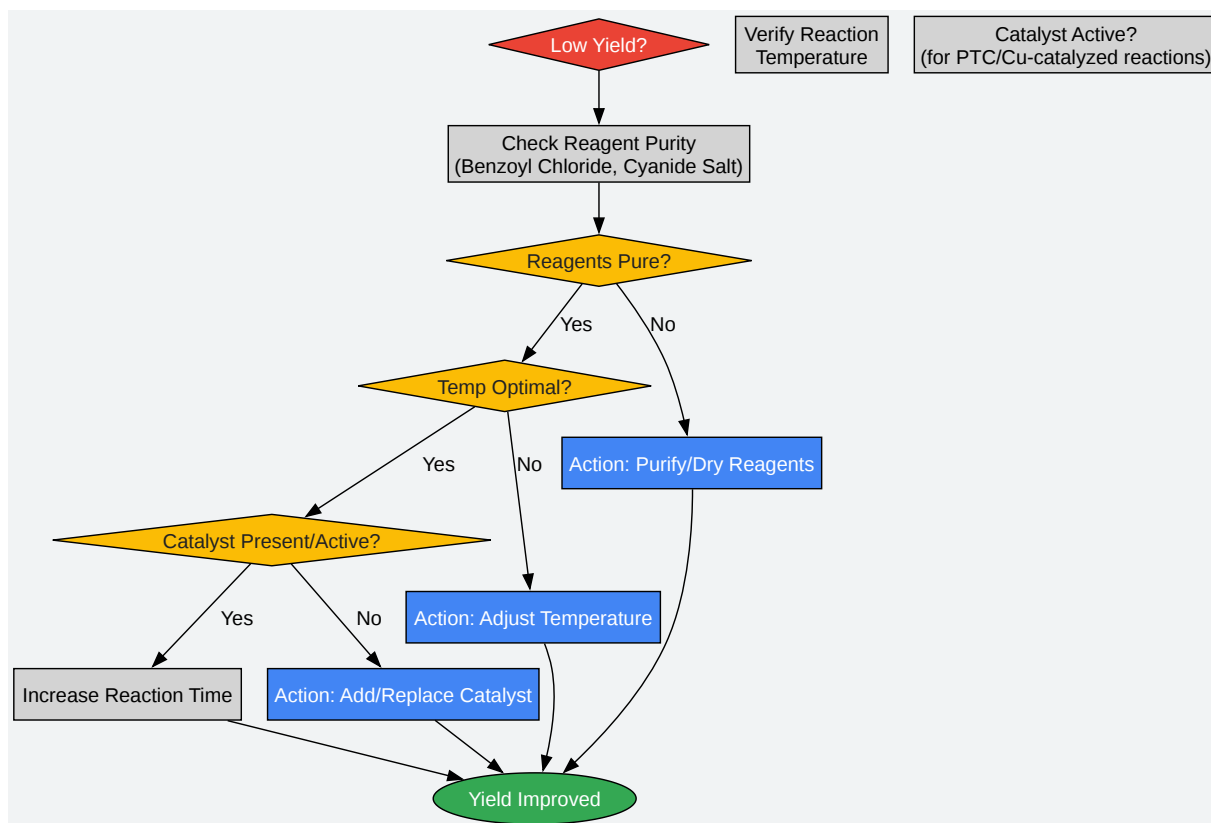 Low Yield?
Verify Reaction
Temperature
Catalyst Active?
(for PTC/Cu-catalyzed reactions)
Check Reagent Purity
(Benzoyl Chloride, Cyanide Salt)
Reagents Pure?
Yes
No
Temp Optimal?
Yes
No
Action: Purify/Dry Reagents
Catalyst Present/Active?
Yes
No
Action: Adjust Temperature
Increase Reaction Time
Action: Add/Replace Catalyst
Yield Improved